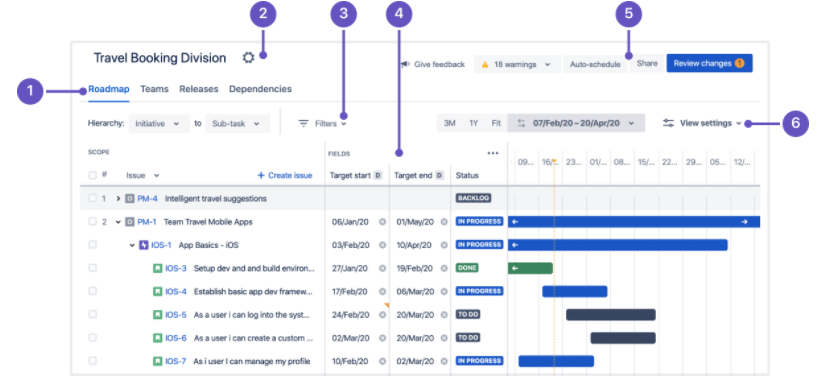 2 3 4 5
Travel Booking Division
Give feedback 18 warnings Auto-schedule Share Review changes 1
1 Roadmap Teams Releases Dependencies
Hierarchy: Initiative to Sub-task Filters 3M 1Y Fit 07/Feb/20 – 20/Apr/20 View settings 6
SCOPE FIELDS ...
09... 16/... 23... 01/... 08... 15/... 22... 29... 05... 12/...
# Issue + Create issue Target start D Target end D Status
1 PM-4 Intelligent travel suggestions BACKLOG
2 PM-1 Team Travel Mobile Apps 06/Jan/20 01/May/20 IN PROGRESS
IOS-1 App Basics - iOS 03/Feb/20 10/Apr/20 IN PROGRESS
IOS-3 Setup dev and and build environ... 27/Jan/20 19/Feb/20 DONE
IOS-4 Establish basic app dev framew... 17/Feb/20 06/Mar/20 IN PROGRESS
IOS-5 As a user i can log into the syst... 24/Feb/20 20/Mar/20 TO DO
IOS-6 As a user i can create a custom ... 02/Mar/20 20/Mar/20 TO DO
IOS-7 As i user I can manage my profile 10/Feb/20 02/Mar/20 IN PROGRESS